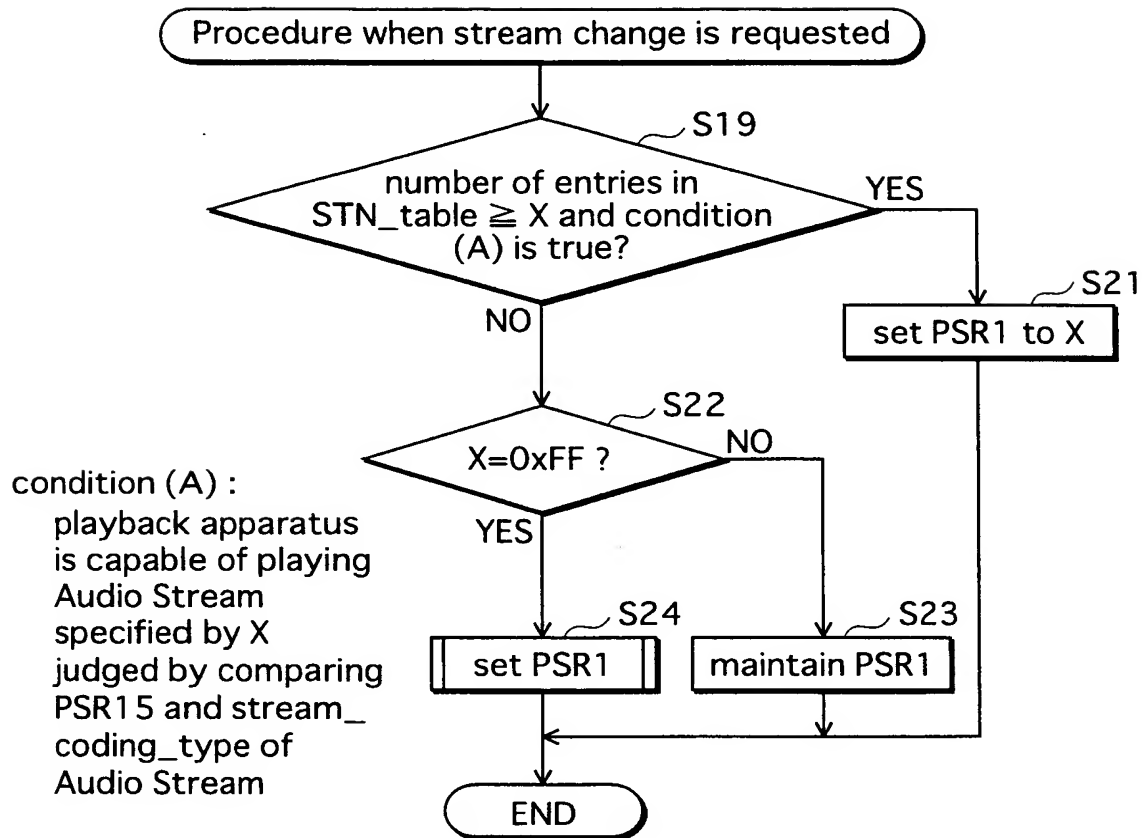 Procedure when stream change is requested
S19
number of entries in
STN_table ≧ X and condition
(A) is true?
YES
NO
S21
set PSR1 to X
S22
X=0xFF ?
NO
YES
condition (A) :
playback apparatus
is capable of playing
Audio Stream
specified by X
judged by comparing
PSR15 and stream_
coding_type of
Audio Stream
S24
set PSR1
S23
maintain PSR1
END